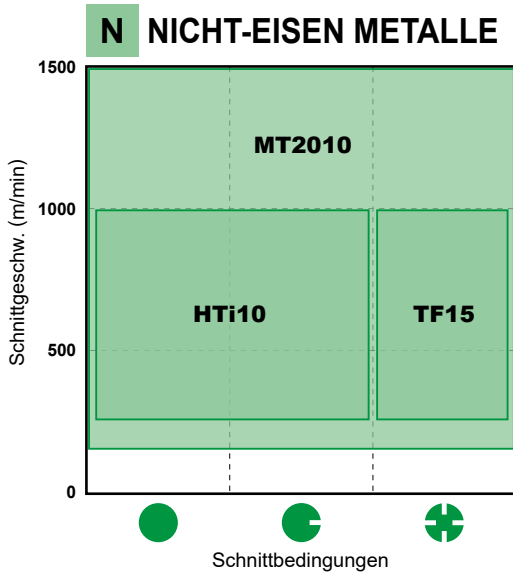 N NICHT-EISEN METALLE
1500
MT2010
1000
Schnittgeschw. (m/min)
HTi10 TF15
500
0
Schnittbedingungen